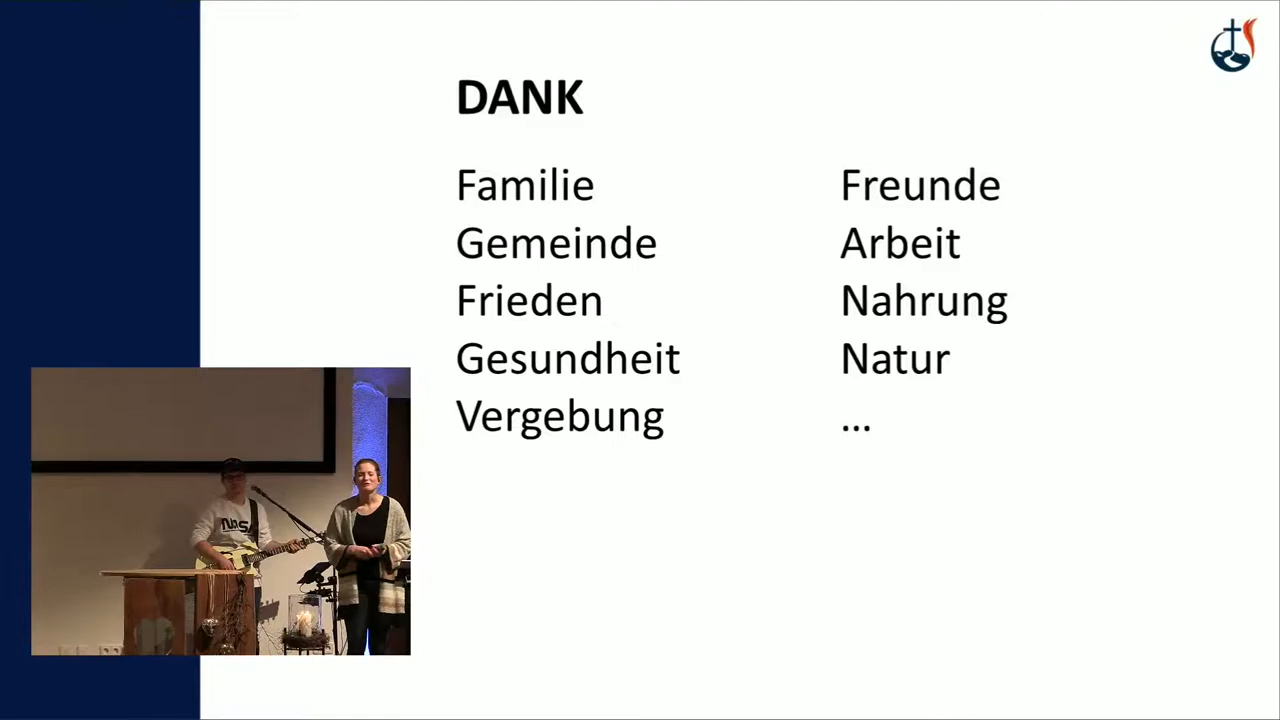 DANK
Familie
Gemeinde
Frieden
Gesundheit
Vergebung
Freunde
Arbeit
Nahrung
Natur
...
NASA